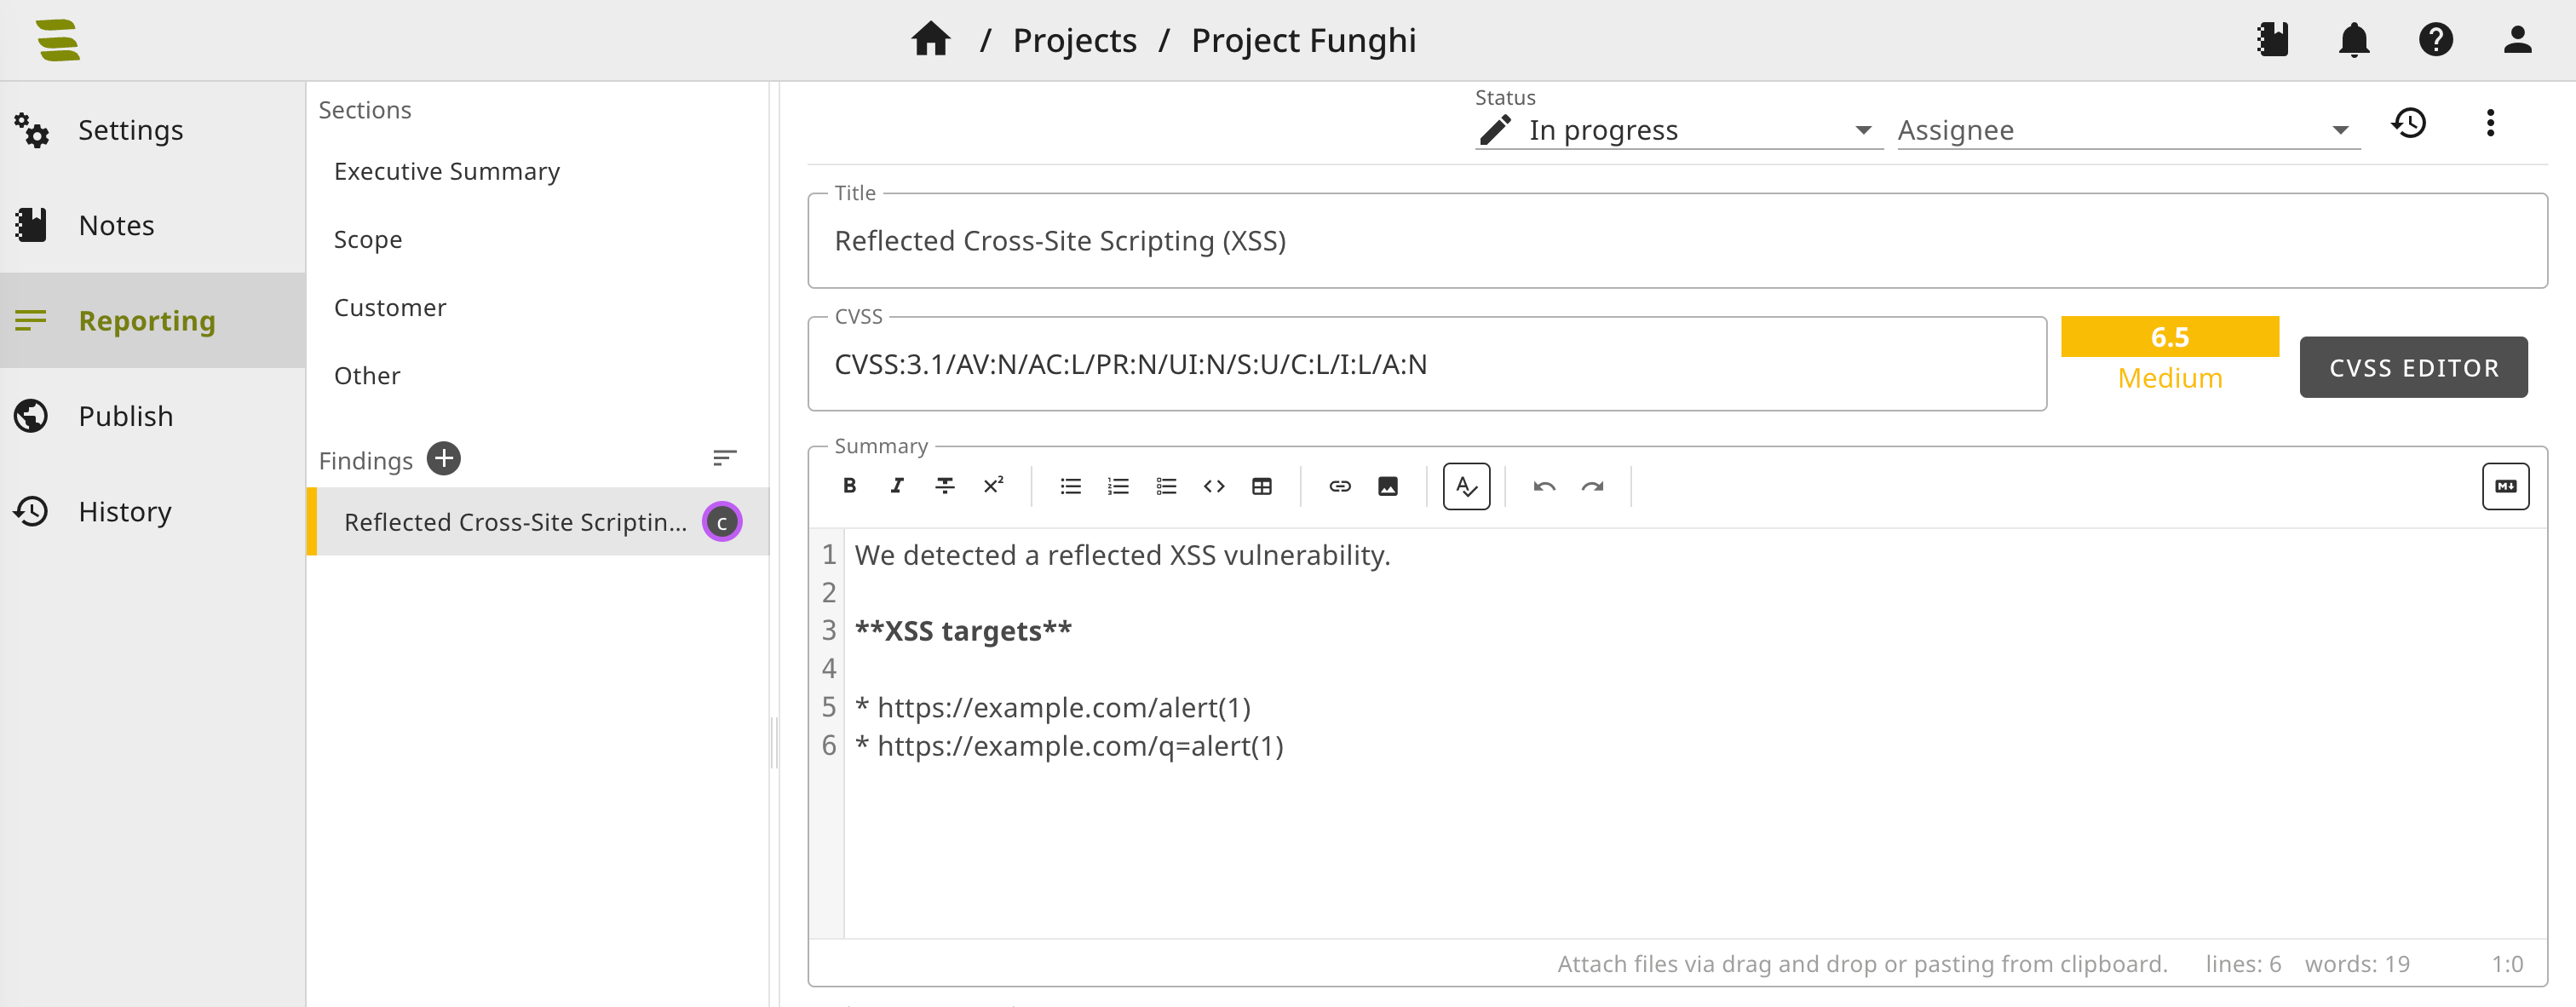 / Projects / Project Funghi
Settings
Notes
Reporting
Publish
History
Sections
Executive Summary
Scope
Customer
Other
Findings
Reflected Cross-Site Scriptin...
c
Status
In progress
Assignee
Title
Reflected Cross-Site Scripting (XSS)
CVSS
CVSS:3.1/AV:N/AC:L/PR:N/UI:N/S:U/C:L/I:L/A:N
6.5
Medium
CVSS EDITOR
Summary
1 We detected a reflected XSS vulnerability.
2
3 **XSS targets**
4
5 * https://example.com/alert(1)
6 * https://example.com/q=alert(1)
Attach files via drag and drop or pasting from clipboard. lines: 6 words: 19 1:0